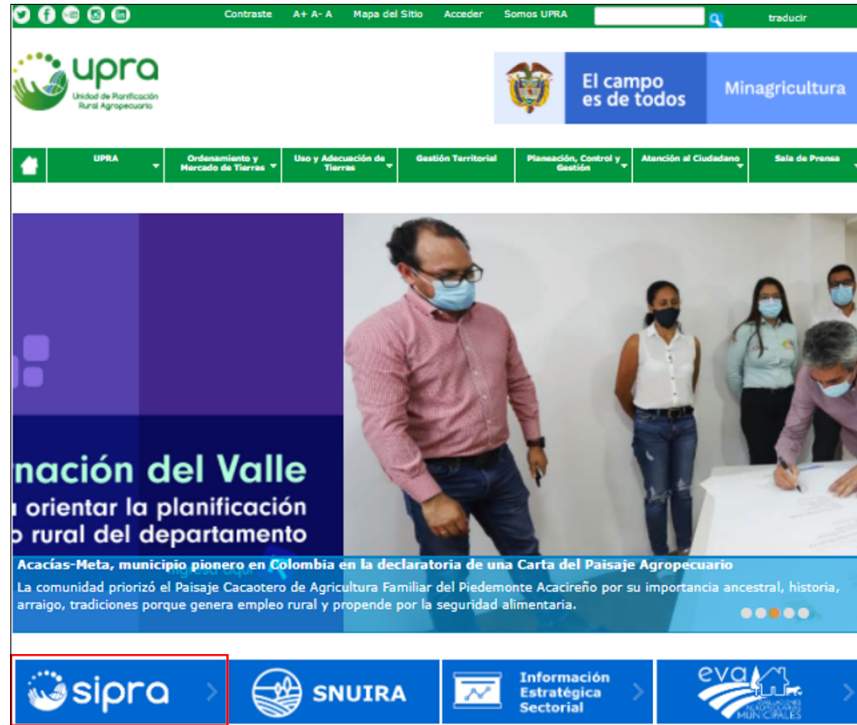 Contraste A+ A- A Mapa del Sitio Acceder Somos UPRA traducir
upra
Unidad de Planificación
Rural Agropecuaria
El campo
es de todos
Minagricultura
UPRA
Ordenamiento y
Mercado de Tierras
Uso y Adecuación de
Tierras
Gestión Territorial
Planeación, Control y
Gestión
Atención al Ciudadano
Sala de Prensa
nación del Valle
orientar la planificación
o rural del departamento
Acacías-Meta, municipio pionero en Colombia en la declaratoria de una Carta del Paisaje Agropecuario
La comunidad priorizó el Paisaje Cacaotero de Agricultura Familiar del Piedemonte Acacireño por su importancia ancestral, historia,
arraigo, tradiciones porque genera empleo rural y propende por la seguridad alimentaria.
sipra
SNUIRA
Información
Estratégica
Sectorial
eva
EVALUACIONES
AGROPECUARIAS
MUNICIPALES